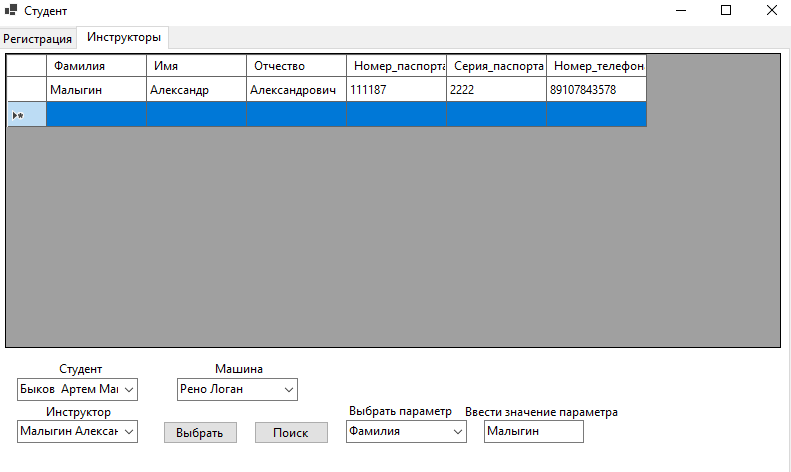 Студент
Регистрация Инструкторы
Фамилия Имя Отчество Номер_паспорта Серия_паспорта Номер_телефон
Малыгин Александр Александрович 111187 2222 89107843578
Студент Машина
Быков Артем Ма Рено Логан
Инструктор Выбрать параметр Ввести значение параметра
Малыгин Алексан Выбрать Поиск Фамилия Малыгин